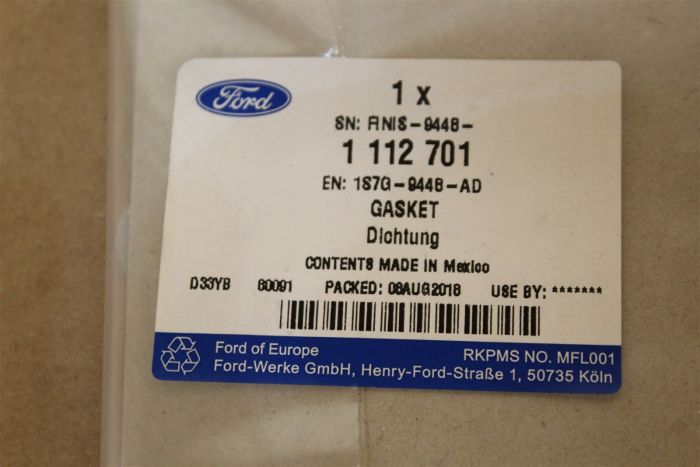 Ford
1 x
SN: FINIS-9448-
1 112 701
EN: 1S7G-9448-AD
GASKET
Dichtung
CONTENTS MADE IN Mexico
D33YB 60091 PACKED: 08AUG2018 USE BY: *******
Ford of Europe RKPMS NO. MFL001
Ford-Werke GmbH, Henry-Ford-Straße 1, 50735 Köln